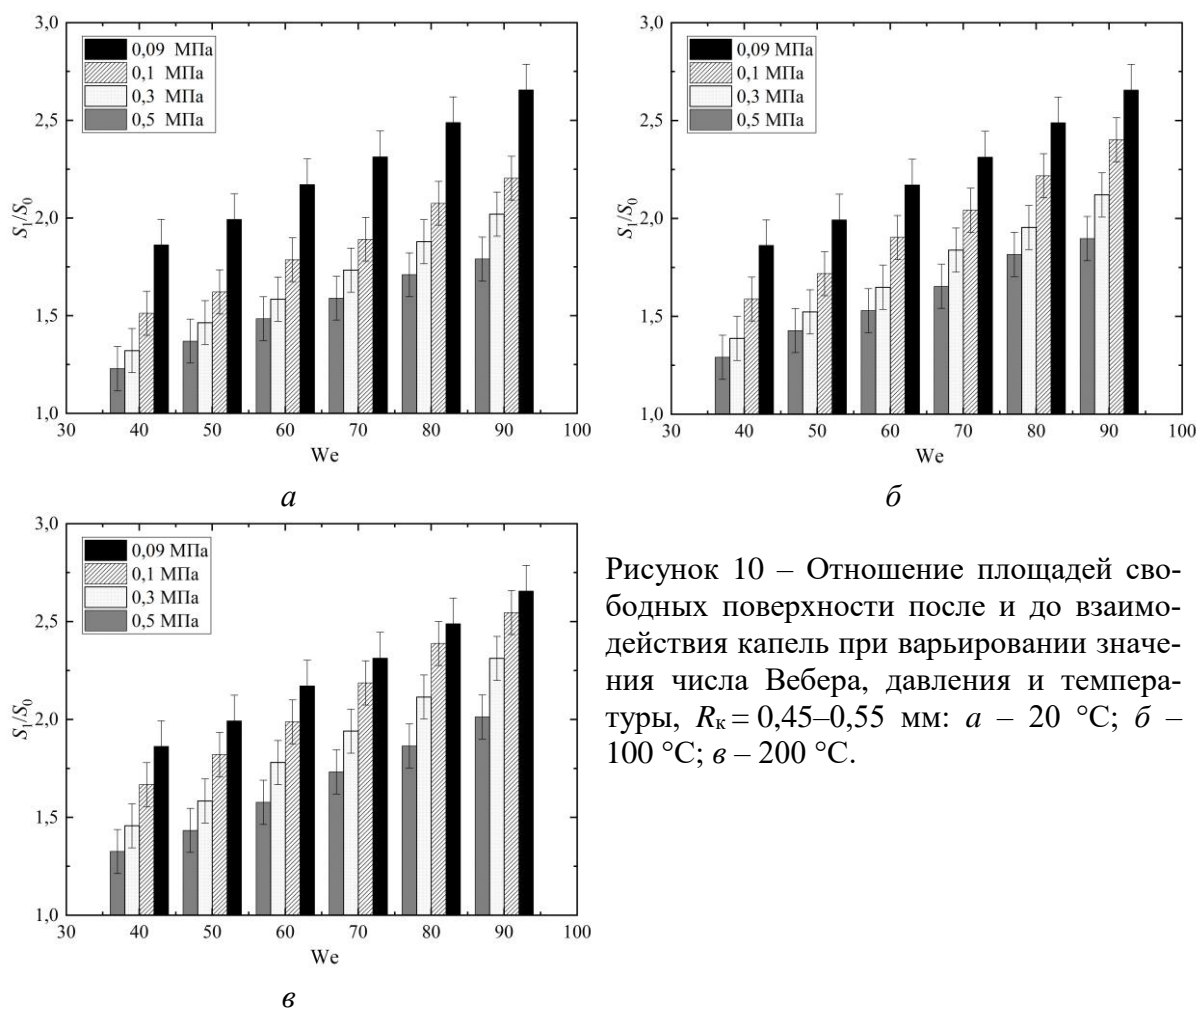 3,0
2,5
2,0
1,5
1,0
S₁/S₀
0,09 МПа
0,1 МПа
0,3 МПа
0,5 МПа
30 40 50 60 70 80 90 100
We
а
3,0
2,5
2,0
1,5
1,0
S₁/S₀
0,09 МПа
0,1 МПа
0,3 МПа
0,5 МПа
30 40 50 60 70 80 90 100
We
б
3,0
2,5
2,0
1,5
1,0
S₁/S₀
0,09 МПа
0,1 МПа
0,3 МПа
0,5 МПа
30 40 50 60 70 80 90 100
We
в
Рисунок 10 – Отношение площадей сво-
бодных поверхности после и до взаимо-
действия капель при варьировании значе-
ния числа Вебера, давления и темпера-
туры, Rк = 0,45–0,55 мм: а – 20 °C; б –
100 °C; в – 200 °C.